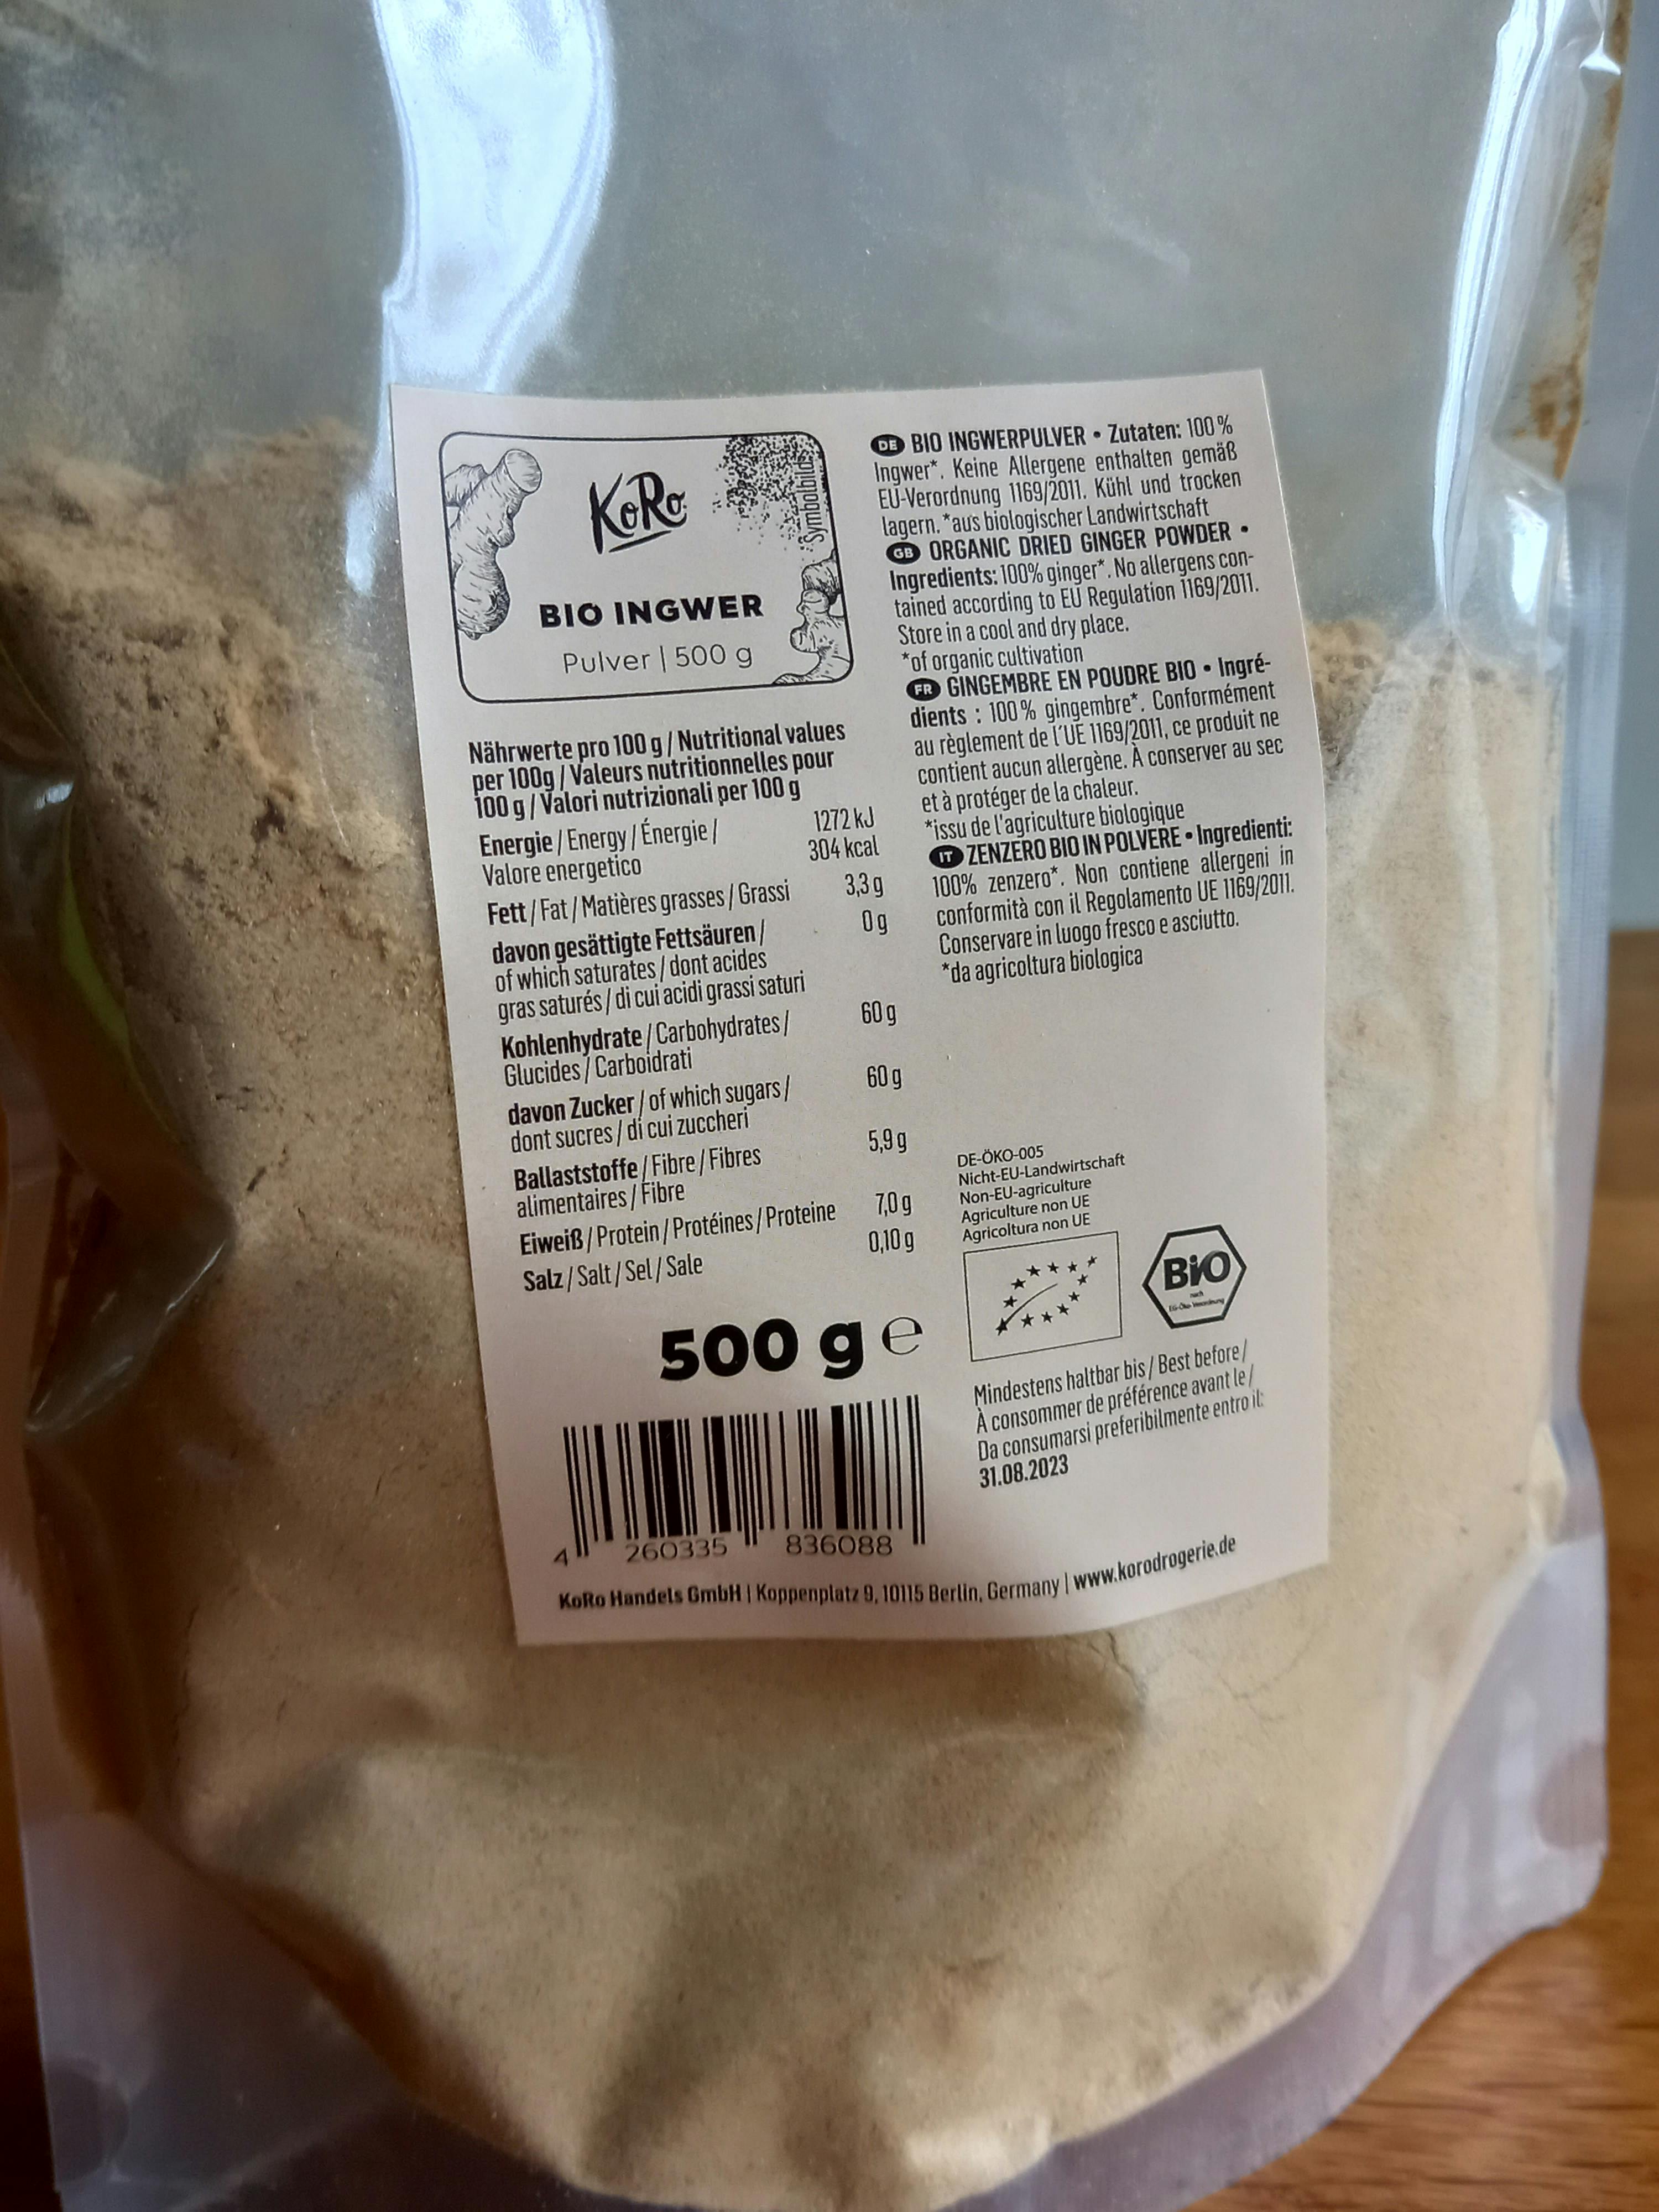 KoRo
Symbolbild
BIO INGWER
Pulver | 500 g
Nährwerte pro 100 g / Nutritional values
per 100g / Valeurs nutritionnelles pour
100 g / Valori nutrizionali per 100 g
Energie / Energy / Énergie / 1272 kJ
Valore energetico 304 kcal
Fett / Fat / Matières grasses / Grassi 3,3 g
davon gesättigte Fettsäuren / 0 g
of which saturates / dont acides
gras saturés / di cui acidi grassi saturi
Kohlenhydrate / Carbohydrates / 60 g
Glucides / Carboidrati
davon Zucker / of which sugars / 60 g
dont sucres / di cui zuccheri
Ballaststoffe / Fibre / Fibres 5,9 g
alimentaires / Fibre
Eiweiß / Protein / Protéines / Proteine 7,0 g
Salz / Salt / Sel / Sale 0,10 g
500 g e
4 260335 836088
DE BIO INGWERPULVER • Zutaten: 100 %
Ingwer*. Keine Allergene enthalten gemäß
EU-Verordnung 1169/2011. Kühl und trocken
lagern. *aus biologischer Landwirtschaft
GB ORGANIC DRIED GINGER POWDER •
Ingredients: 100% ginger*. No allergens con-
tained according to EU Regulation 1169/2011.
Store in a cool and dry place.
*of organic cultivation
FR GINGEMBRE EN POUDRE BIO • Ingré-
dients : 100 % gingembre*. Conformément
au règlement de l'UE 1169/2011, ce produit ne
contient aucun allergène. À conserver au sec
et à protéger de la chaleur.
*issu de l'agriculture biologique
IT ZENZERO BIO IN POLVERE • Ingredienti:
100% zenzero*. Non contiene allergeni in
conformità con il Regolamento UE 1169/2011.
Conservare in luogo fresco e asciutto.
*da agricoltura biologica
DE-ÖKO-005
Nicht-EU-Landwirtschaft
Non-EU-agriculture
Agriculture non UE
Agricoltura non UE
Bio
nach
EG-Öko-Verordnung
Mindestens haltbar bis / Best before /
À consommer de préférence avant le /
Da consumarsi preferibilmente entro il:
31.08.2023
KoRo Handels GmbH | Koppenplatz 9, 10115 Berlin, Germany | www.korodrogerie.de